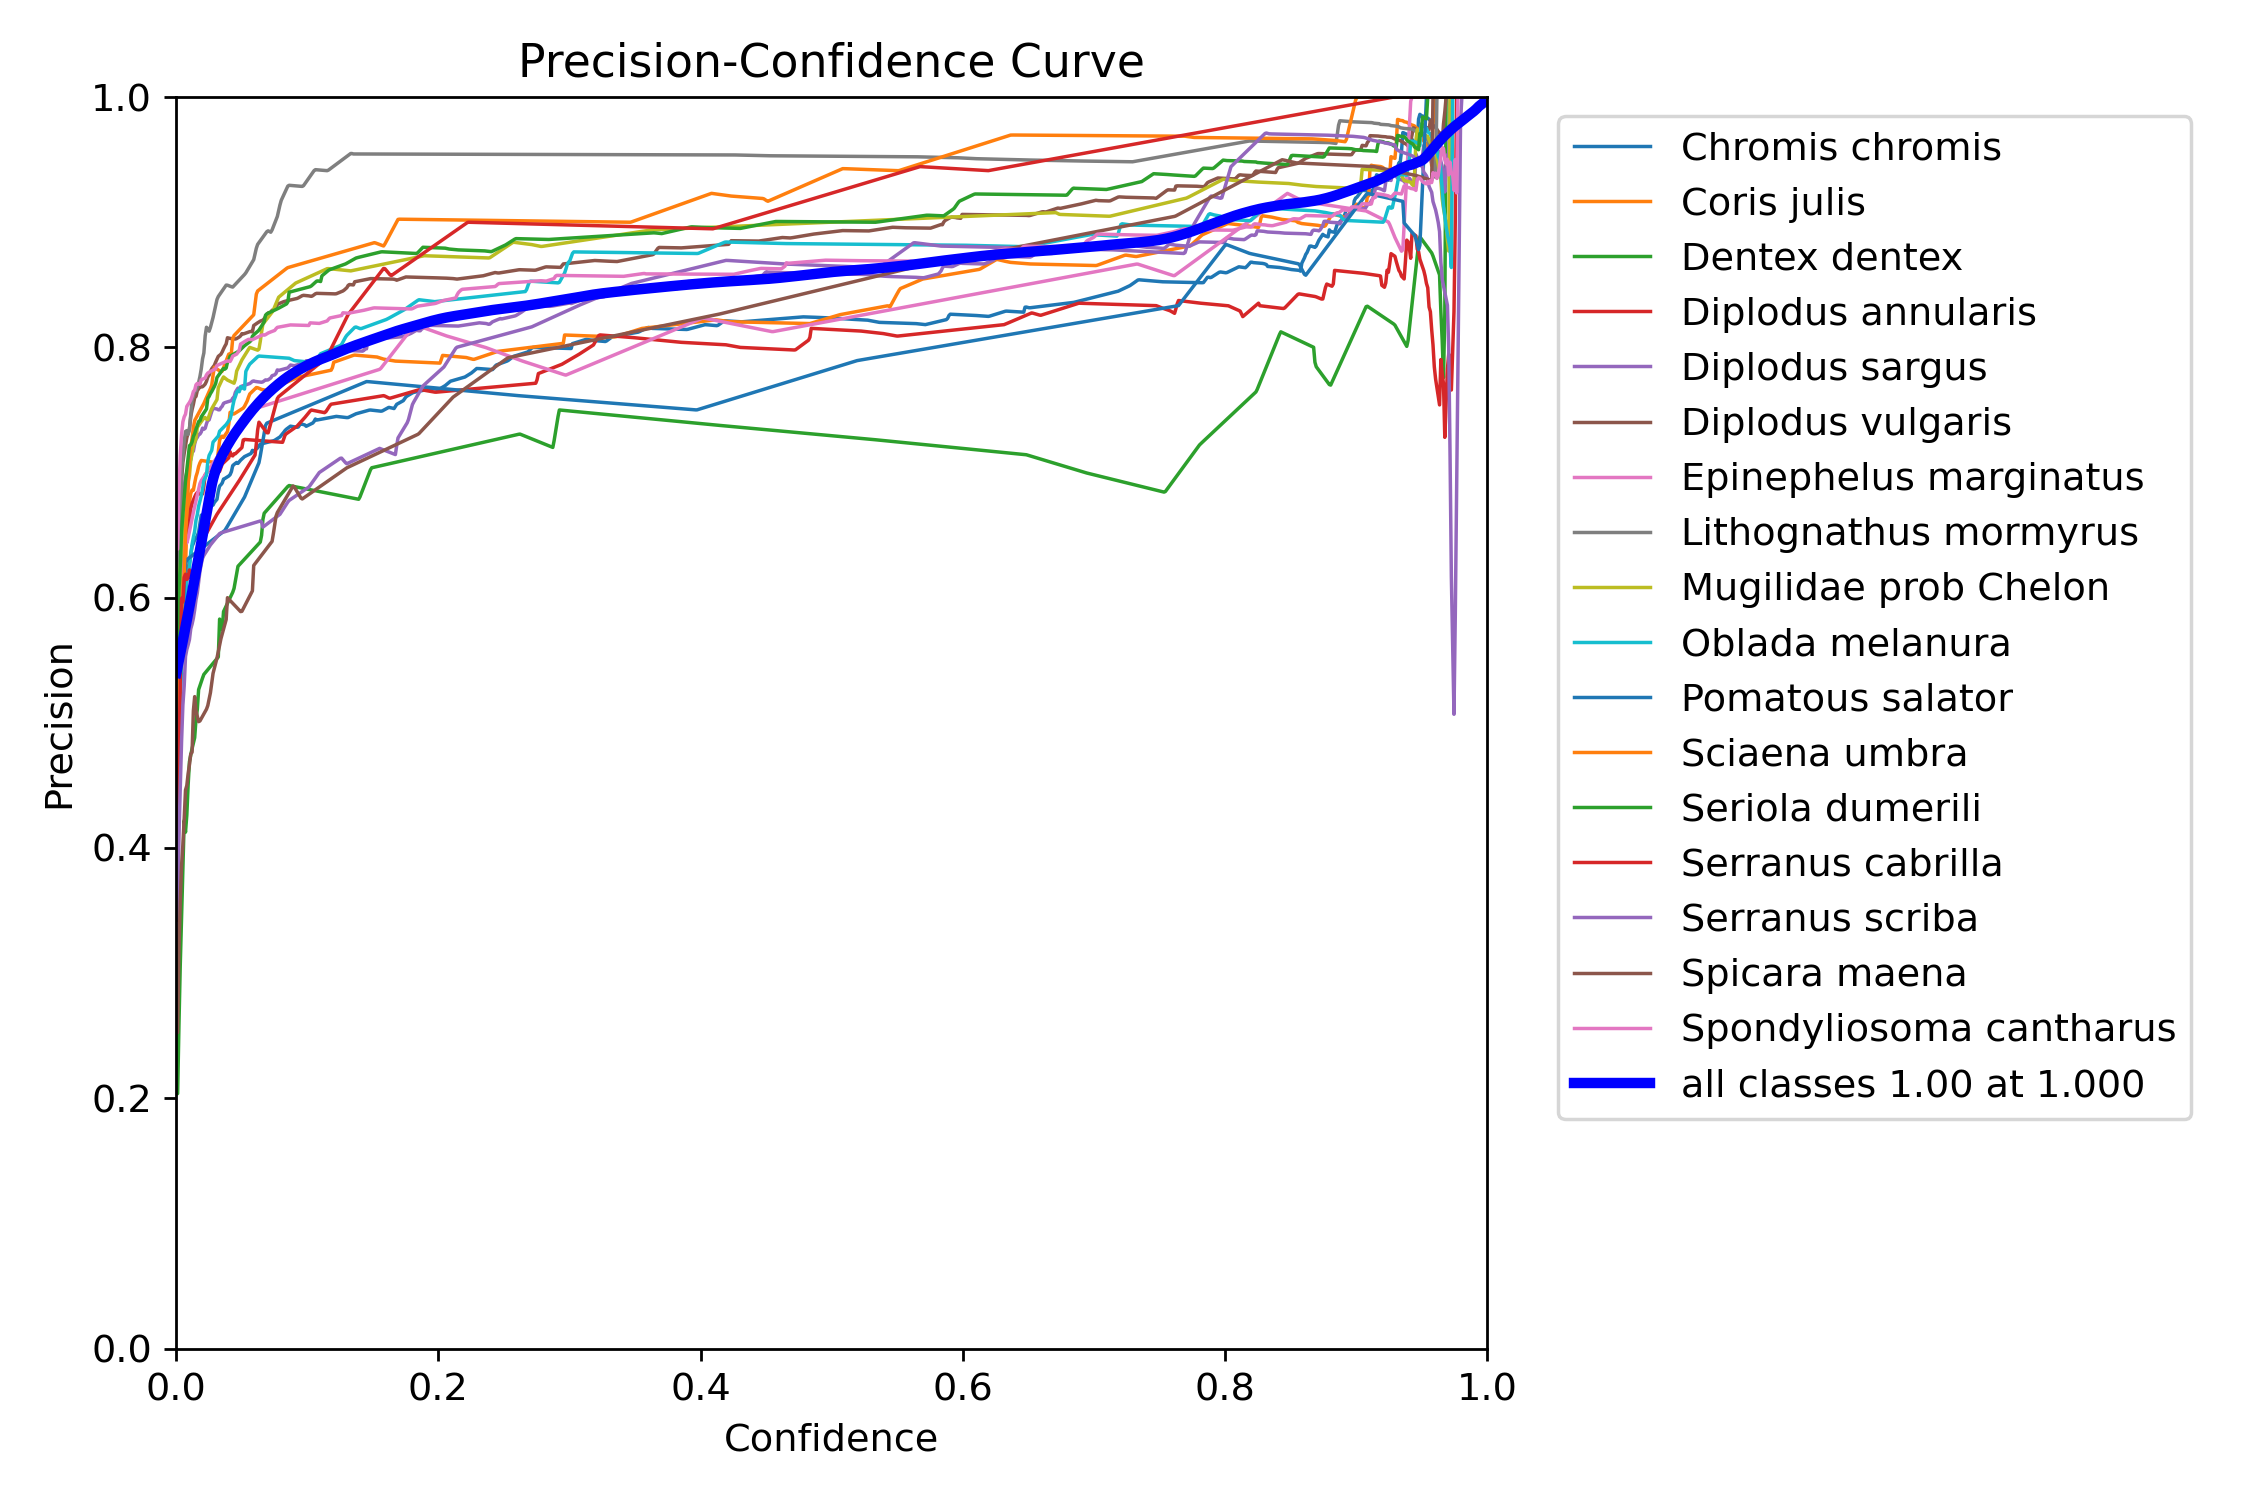 Precision-Confidence Curve
1.0
0.8
0.6
0.4
0.2
0.0
Precision
0.0 0.2 0.4 0.6 0.8 1.0
Confidence
Chromis chromis
Coris julis
Dentex dentex
Diplodus annularis
Diplodus sargus
Diplodus vulgaris
Epinephelus marginatus
Lithognathus mormyrus
Mugilidae prob Chelon
Oblada melanura
Pomatous salator
Sciaena umbra
Seriola dumerili
Serranus cabrilla
Serranus scriba
Spicara maena
Spondyliosoma cantharus
all classes 1.00 at 1.000